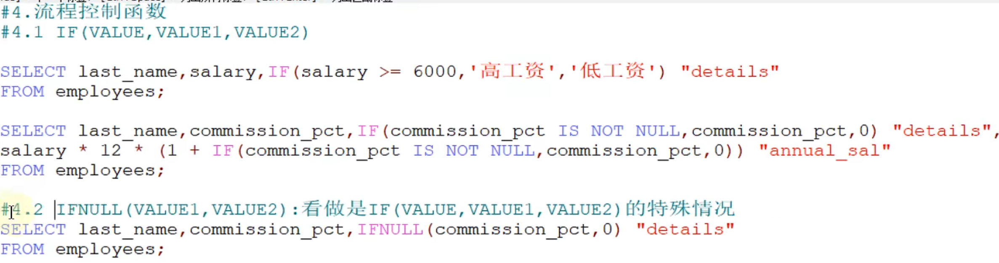 #4.流程控制函数
#4.1 IF(VALUE,VALUE1,VALUE2)
SELECT last_name,salary,IF(salary >= 6000,'高工资','低工资') "details"
FROM employees;
SELECT last_name,commission_pct,IF(commission_pct IS NOT NULL,commission_pct,0) "details",
salary * 12 * (1 + IF(commission_pct IS NOT NULL,commission_pct,0)) "annual_sal"
FROM employees;
#4.2 IFNULL(VALUE1,VALUE2):看做是IF(VALUE,VALUE1,VALUE2)的特殊情况
SELECT last_name,commission_pct,IFNULL(commission_pct,0) "details"
FROM employees;